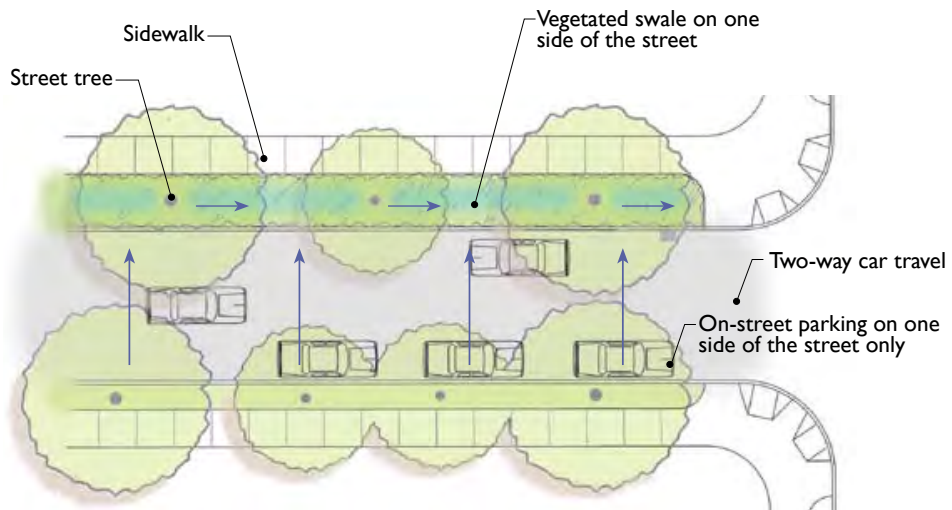 Vegetated swale on one
side of the street
Sidewalk
Street tree
Two-way car travel
On-street parking on one
side of the street only